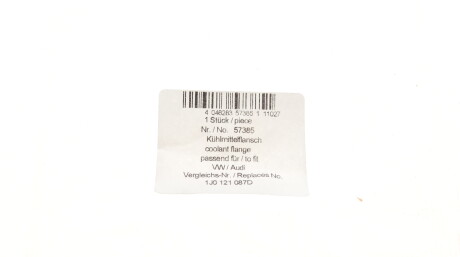 4 046283 57385 1 11027
1 Stück / piece
Nr. / No. 57385
Kühlmittelflansch
coolant flange
passend für / to fit
VW / Audi
Vergleichs-Nr. / Replaces No.
1J0 121 087D